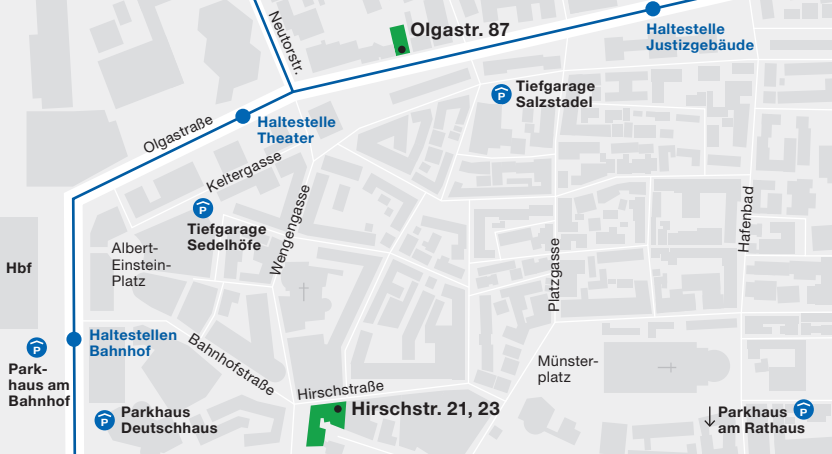 Neutorstr.
Olgastr. 87
Haltestelle
Justizgebäude
P
Tiefgarage
Salzstadel
Olgastraße
Haltestelle
Theater
Keltergasse
P
Tiefgarage
Sedelhöfe
Wengengasse
Platzgasse
Hafenbad
Albert-
Einstein-
Platz
Hbf
Haltestellen
Bahnhof
P
Park-
haus am
Bahnhof
Bahnhofstraße
Münster-
platz
Hirschstraße
Hirschstr. 21, 23
P
Parkhaus
Deutschhaus
↓ Parkhaus
am Rathaus
P